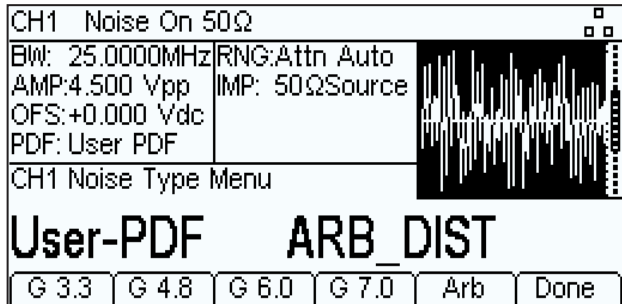 CH1 Noise On 50Ω
BW: 25.0000MHz RNG:Attn Auto
AMP:4.500 Vpp IMP: 50ΩSource
OFS:+0.000 Vdc
PDF: User PDF
CH1 Noise Type Menu
User-PDF ARB_DIST
G 3.3 G 4.8 G 6.0 G 7.0 Arb Done